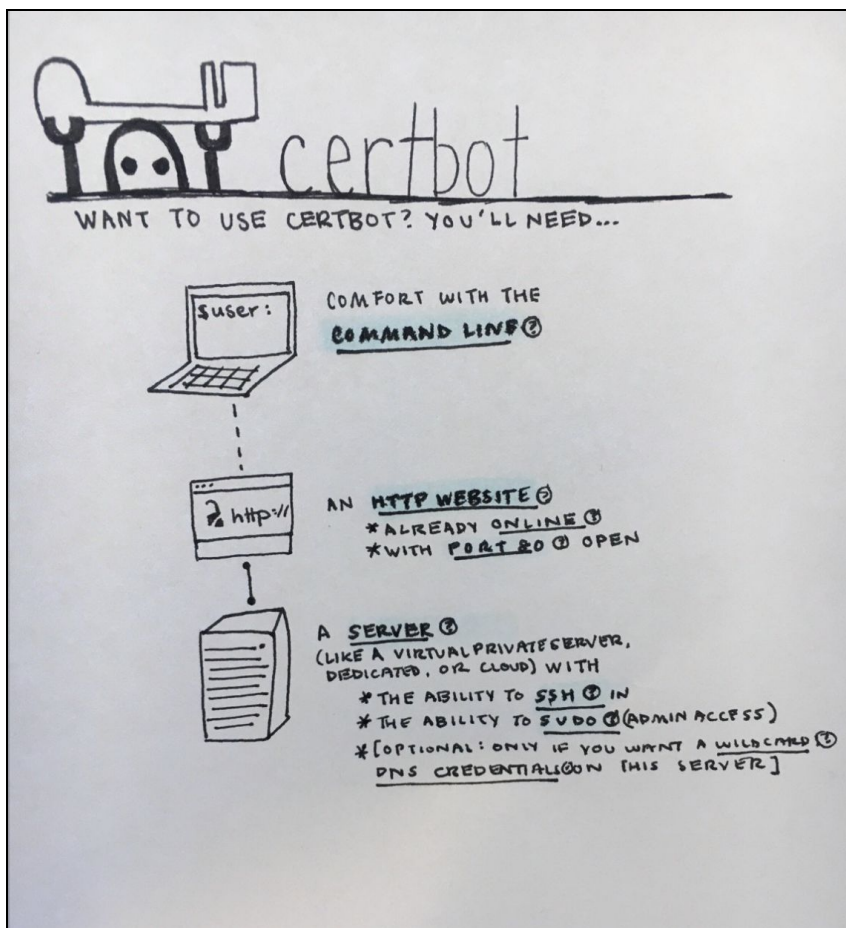 certbot
WANT TO USE CERTBOT? YOU'LL NEED...
$user:
COMFORT WITH THE
COMMAND LINE ?
http://
AN HTTP WEBSITE ?
*ALREADY ONLINE ?
*WITH PORT 80 ? OPEN
A SERVER ?
(LIKE A VIRTUAL PRIVATE SERVER,
DEDICATED, OR CLOUD) WITH
*THE ABILITY TO SSH ? IN
*THE ABILITY TO SUDO ? (ADMIN ACCESS)
*[OPTIONAL: ONLY IF YOU WANT A WILDCARD ?
DNS CREDENTIALS ? ON THIS SERVER]